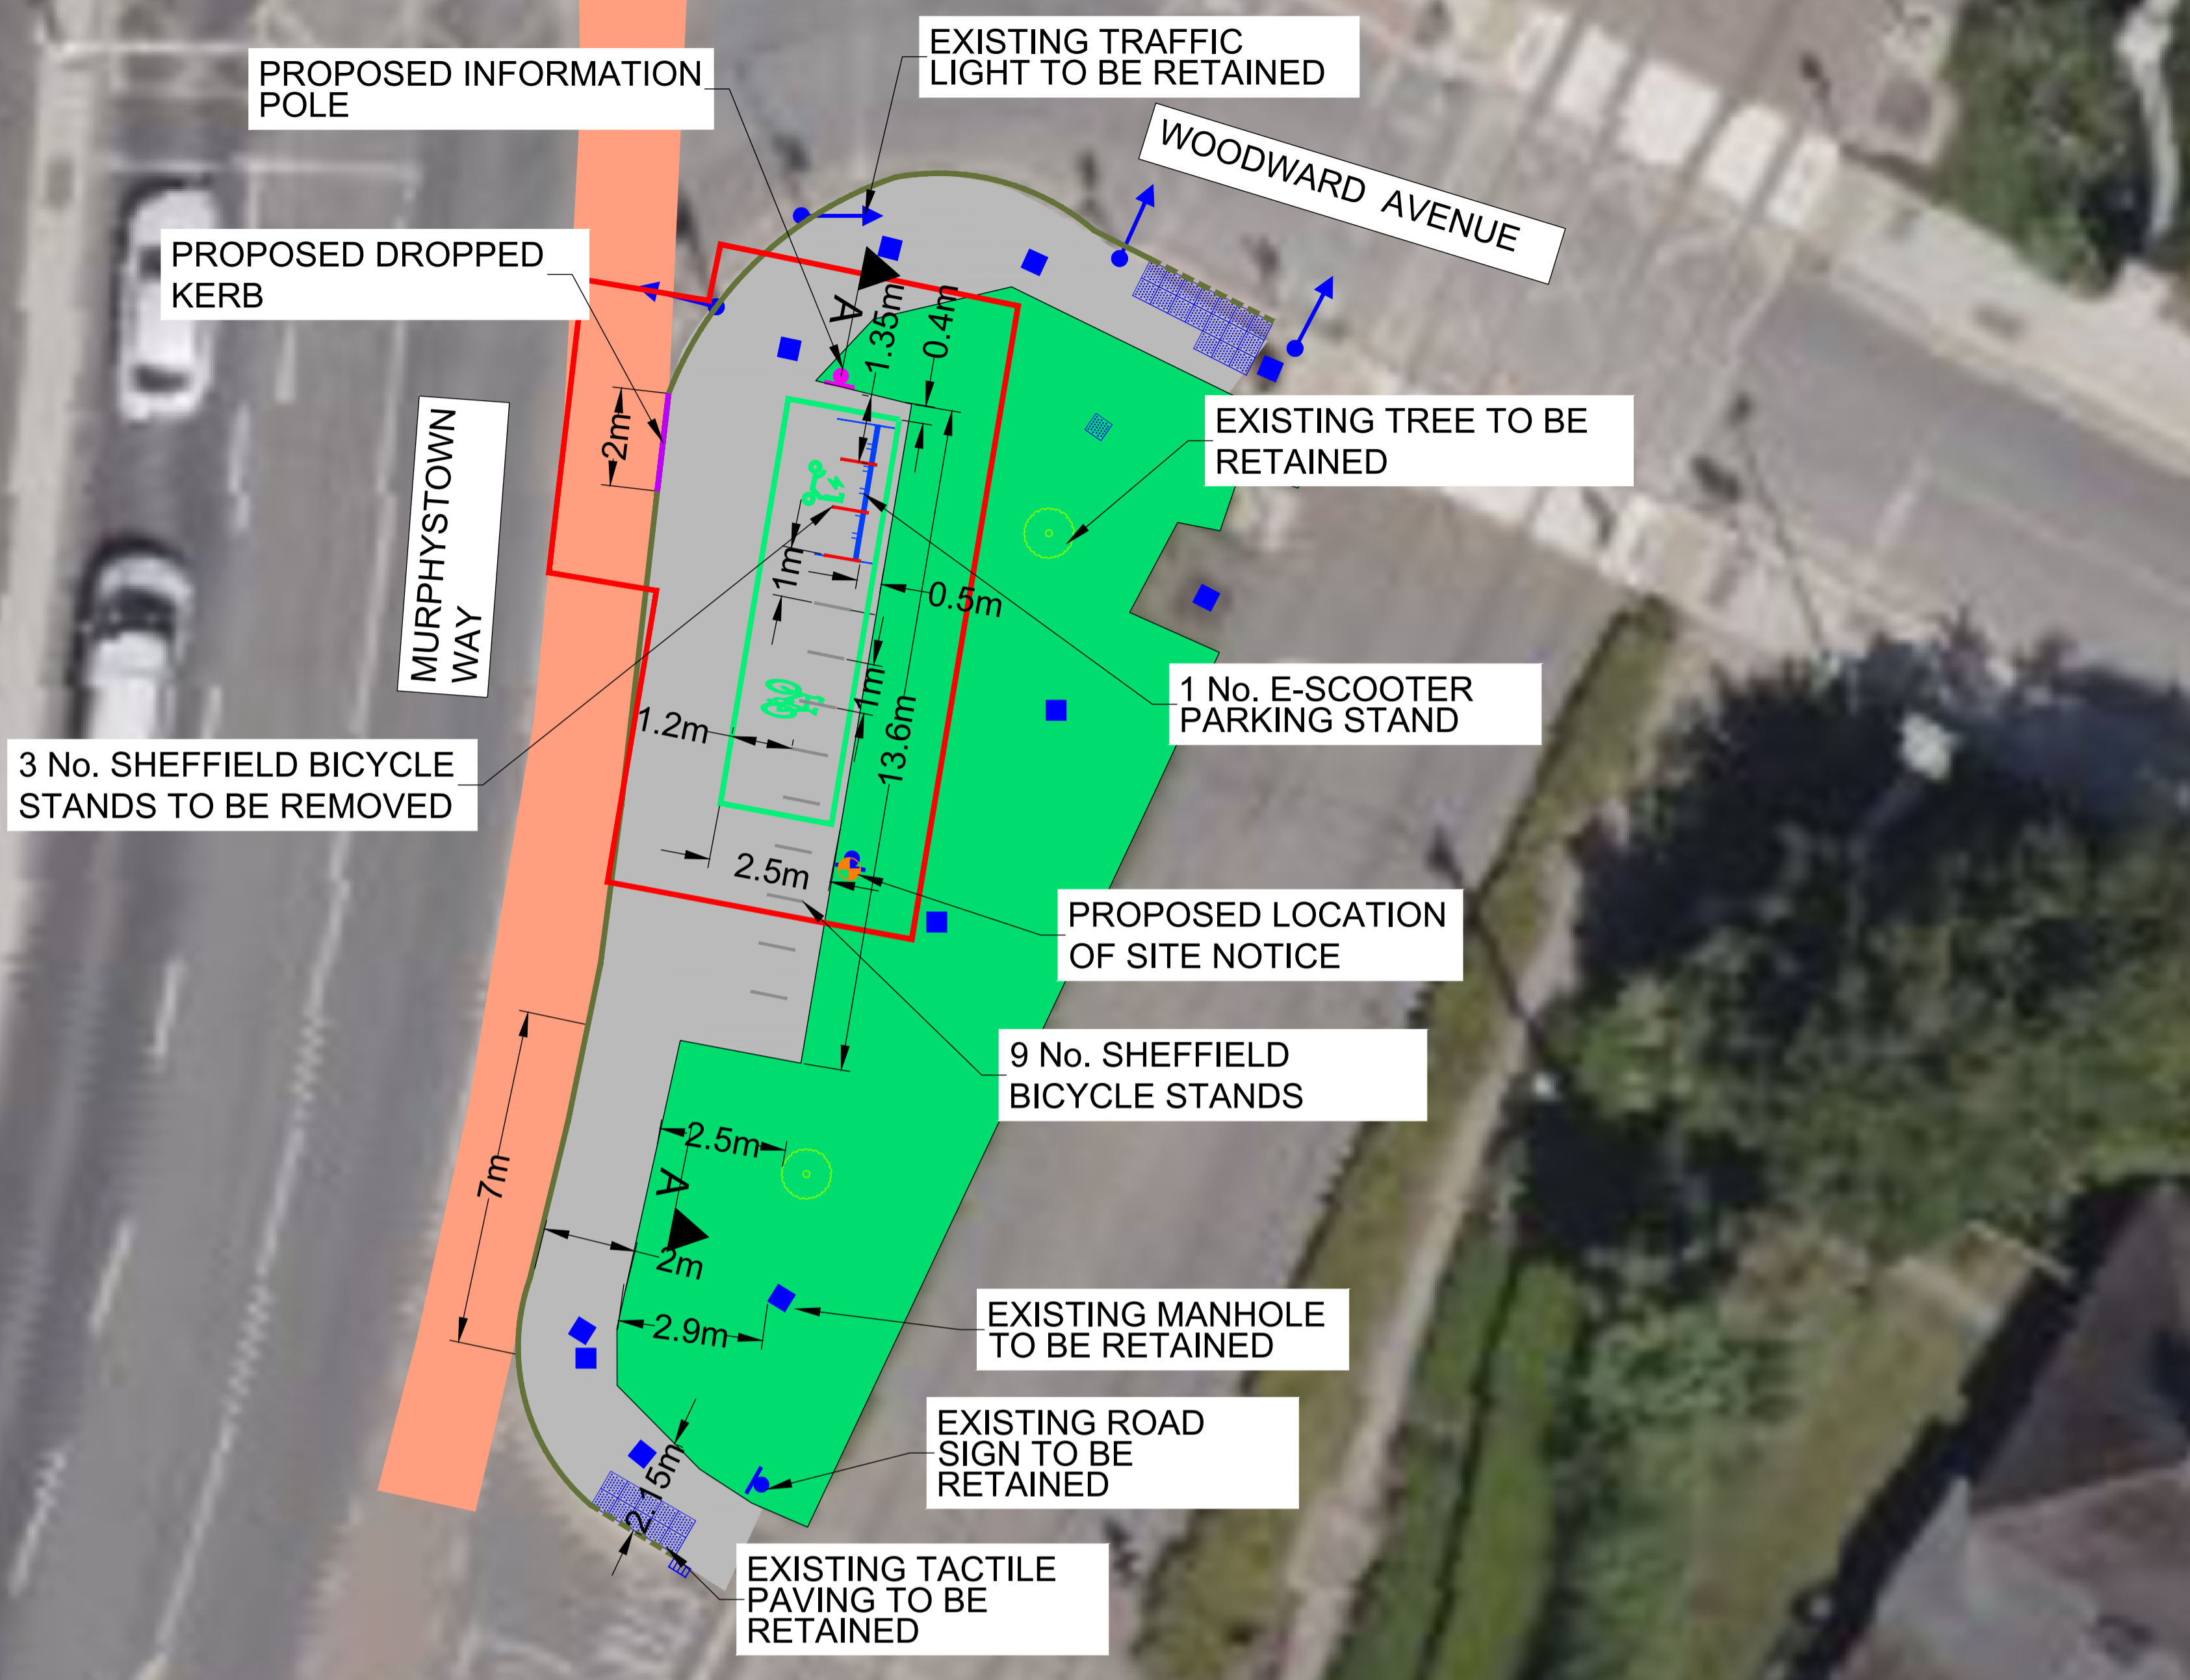 EXISTING TRAFFIC
LIGHT TO BE RETAINED
PROPOSED INFORMATION
POLE
WOODWARD AVENUE
PROPOSED DROPPED
KERB
A
1.35m
0.4m
2m
MURPHYSTOWN
WAY
EXISTING TREE TO BE
RETAINED
1m
0.5m
1m
1.2m
13.6m
1 No. E-SCOOTER
PARKING STAND
3 No. SHEFFIELD BICYCLE
STANDS TO BE REMOVED
2.5m
PROPOSED LOCATION
OF SITE NOTICE
9 No. SHEFFIELD
BICYCLE STANDS
2.5m
A
7m
2m
2.9m
EXISTING MANHOLE
TO BE RETAINED
EXISTING ROAD
SIGN TO BE
RETAINED
2.15m
EXISTING TACTILE
PAVING TO BE
RETAINED